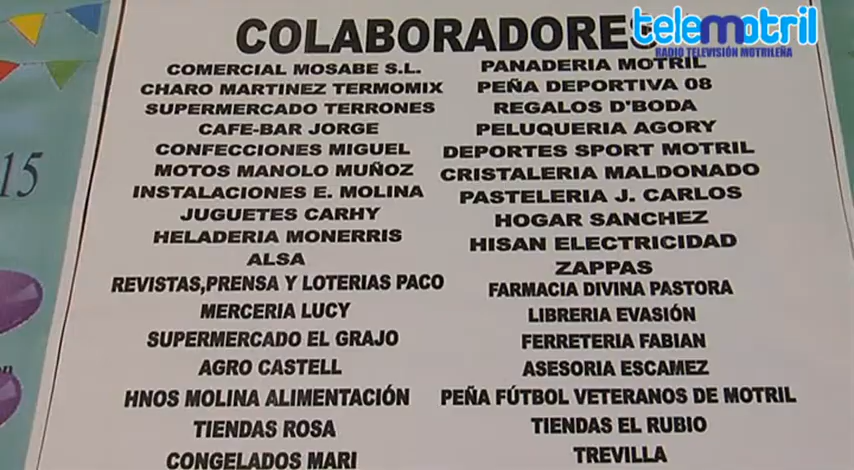 COLABORADORES
telemotril
RADIO TELEVISIÓN MOTRILEÑA
COMERCIAL MOSABE S.L.
CHARO MARTINEZ TERMOMIX
SUPERMERCADO TERRONES
CAFE-BAR JORGE
CONFECCIONES MIGUEL
MOTOS MANOLO MUÑOZ
INSTALACIONES E. MOLINA
JUGUETES CARHY
HELADERIA MONERRIS
ALSA
REVISTAS,PRENSA Y LOTERIAS PACO
MERCERIA LUCY
SUPERMERCADO EL GRAJO
AGRO CASTELL
HNOS MOLINA ALIMENTACIÓN
TIENDAS ROSA
CONGELADOS MARI
PANADERIA MOTRIL
PEÑA DEPORTIVA 08
REGALOS D'BODA
PELUQUERIA AGORY
DEPORTES SPORT MOTRIL
CRISTALERIA MALDONADO
PASTELERIA J. CARLOS
HOGAR SANCHEZ
HISAN ELECTRICIDAD
ZAPPAS
FARMACIA DIVINA PASTORA
LIBRERIA EVASIÓN
FERRETERIA FABIAN
ASESORIA ESCAMEZ
PEÑA FÚTBOL VETERANOS DE MOTRIL
TIENDAS EL RUBIO
TREVILLA
15